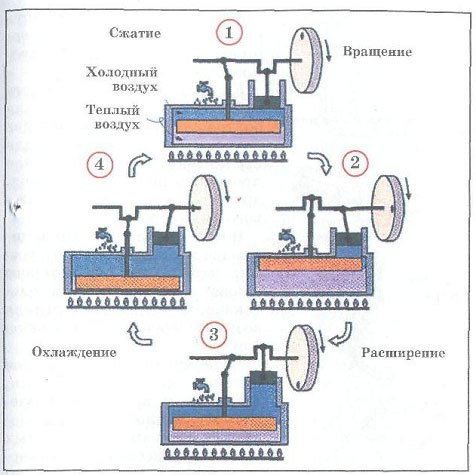 Сжатие
1
Вращение
Холодный
воздух
Теплый
воздух
4
2
3
Охлаждение
Расширение